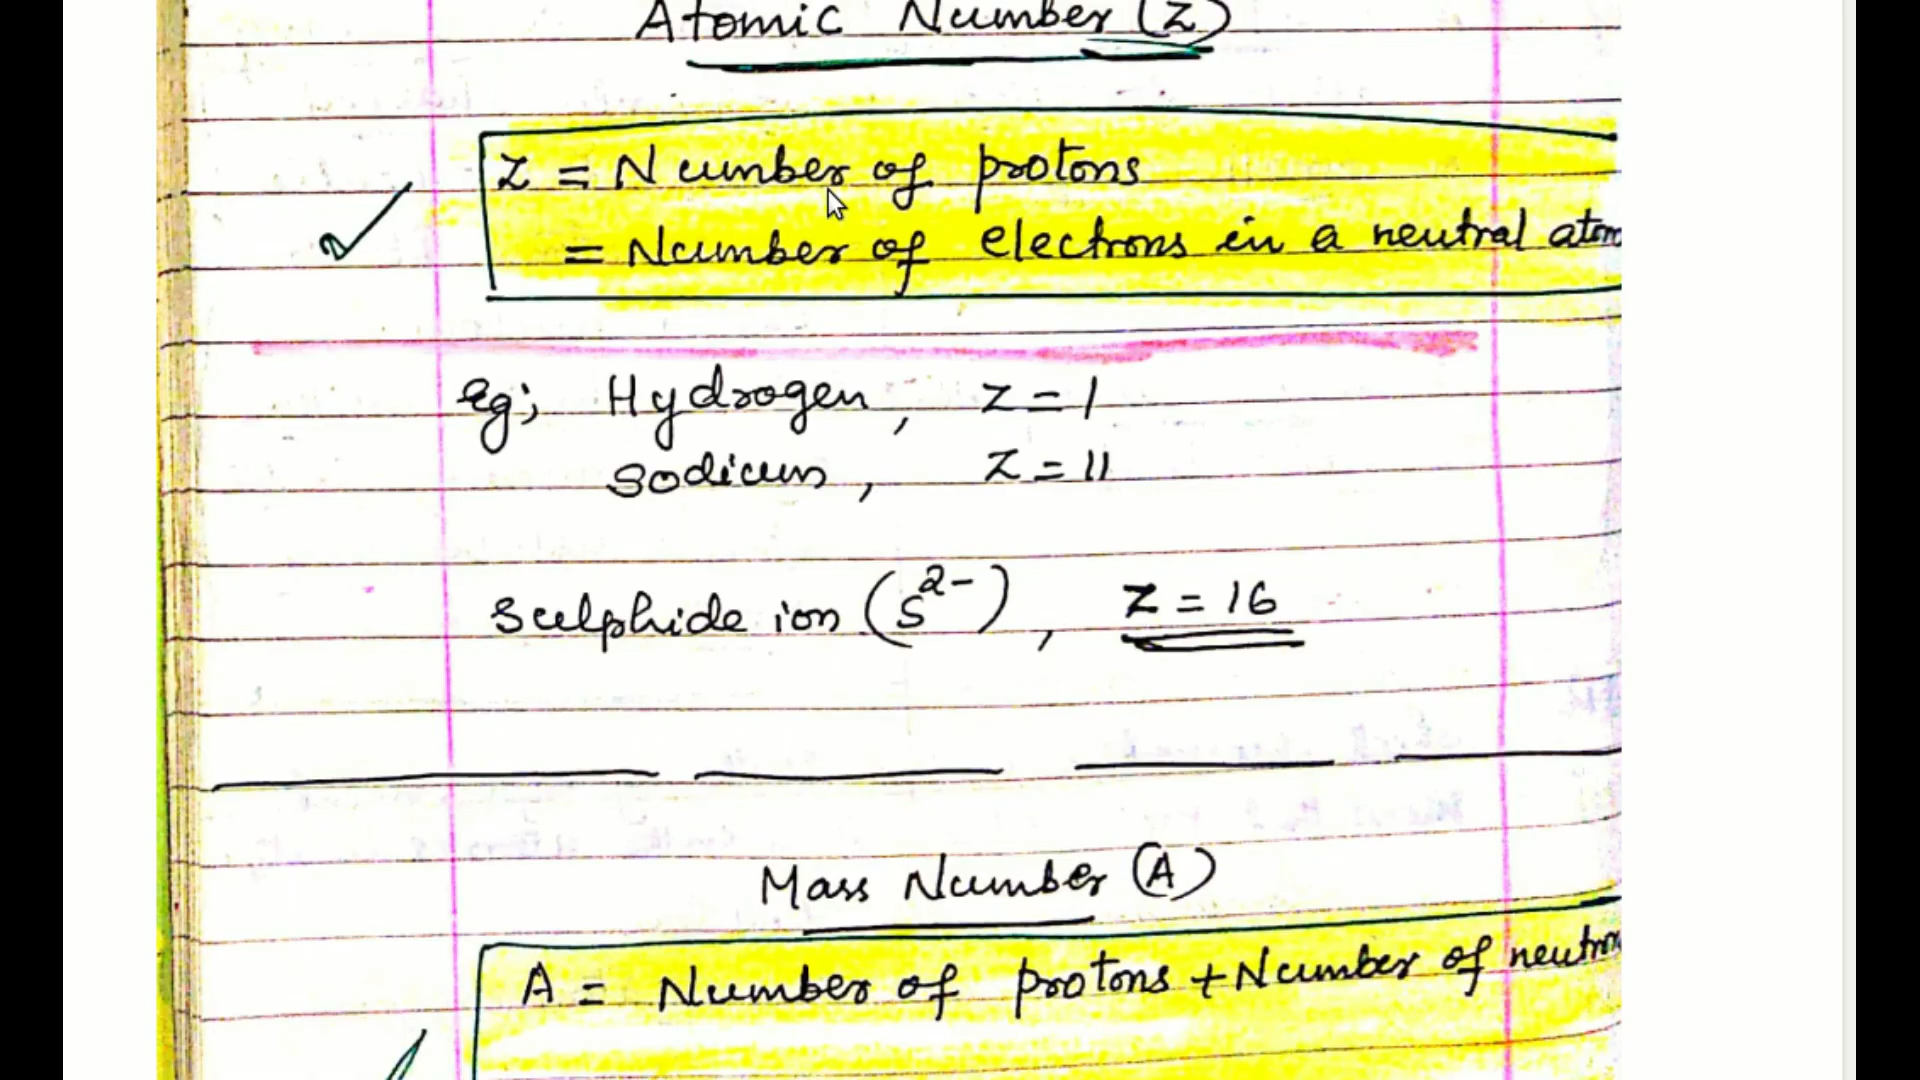 Atomic Number (Z)
Z = Number of protons
= Number of electrons in a neutral atom
eg; Hydrogen, Z = 1
Sodium, Z = 11
Sulphide ion (S²⁻), Z = 16
Mass Number (A)
A = Number of protons + Number of neutron